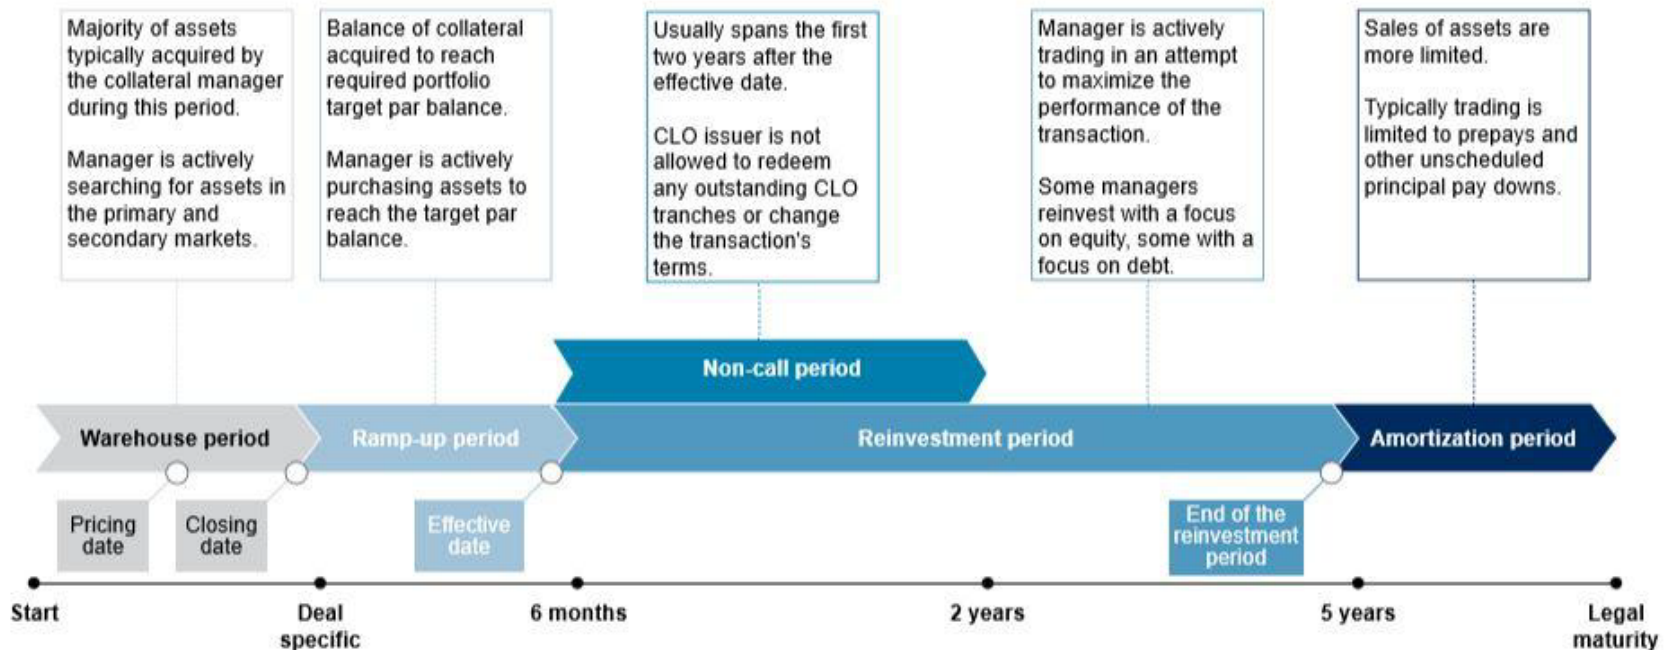 Majority of assets
typically acquired by
the collateral manager
during this period.
Manager is actively
searching for assets in
the primary and
secondary markets.
Balance of collateral
acquired to reach
required portfolio
target par balance.
Manager is actively
purchasing assets to
reach the target par
balance.
Usually spans the first
two years after the
effective date.
CLO issuer is not
allowed to redeem
any outstanding CLO
tranches or change
the transaction's
terms.
Manager is actively
trading in an attempt
to maximize the
performance of the
transaction.
Some managers
reinvest with a focus
on equity, some with a
focus on debt.
Sales of assets are
more limited.
Typically trading is
limited to prepays and
other unscheduled
principal pay downs.
Non-call period
Warehouse period
Ramp-up period
Reinvestment period
Amortization period
Pricing
date
Closing
date
Effective
date
End of the
reinvestment
period
Start
Deal
specific
6 months
2 years
5 years
Legal
maturity